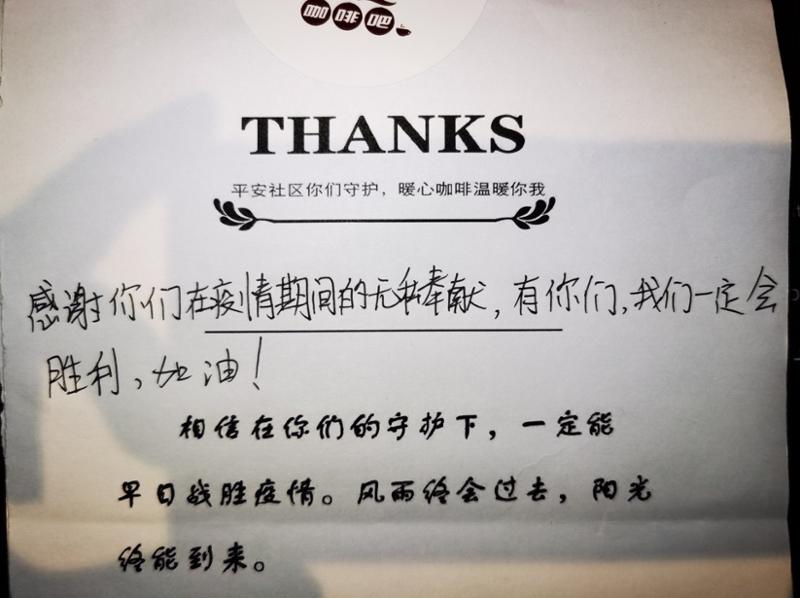 咖啡吧
THANKS
平安社区你们守护，暖心咖啡温暖你我
感谢你们在疫情期间的无私奉献，有你们，我们一定会
胜利，加油！
相信在你们的守护下，一定能
早日战胜疫情。风雨终会过去，阳光
终能到来。